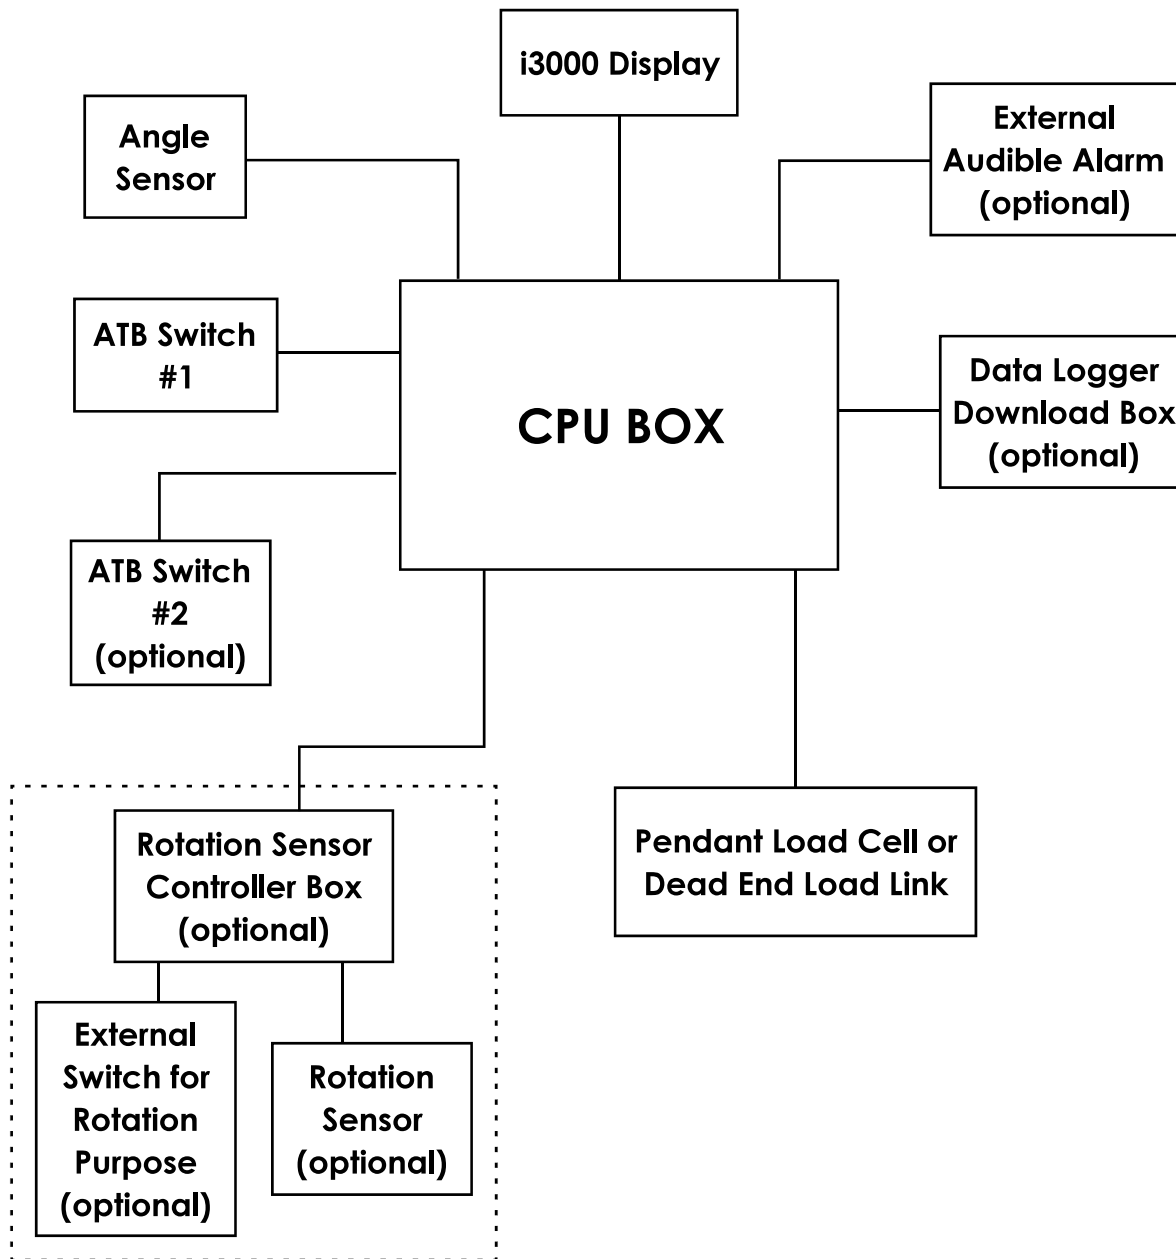 i3000 Display
Angle
Sensor
External
Audible Alarm
(optional)
ATB Switch
#1
CPU BOX
Data Logger
Download Box
(optional)
ATB Switch
#2
(optional)
Rotation Sensor
Controller Box
(optional)
Pendant Load Cell or
Dead End Load Link
External
Switch for
Rotation
Purpose
(optional)
Rotation
Sensor
(optional)